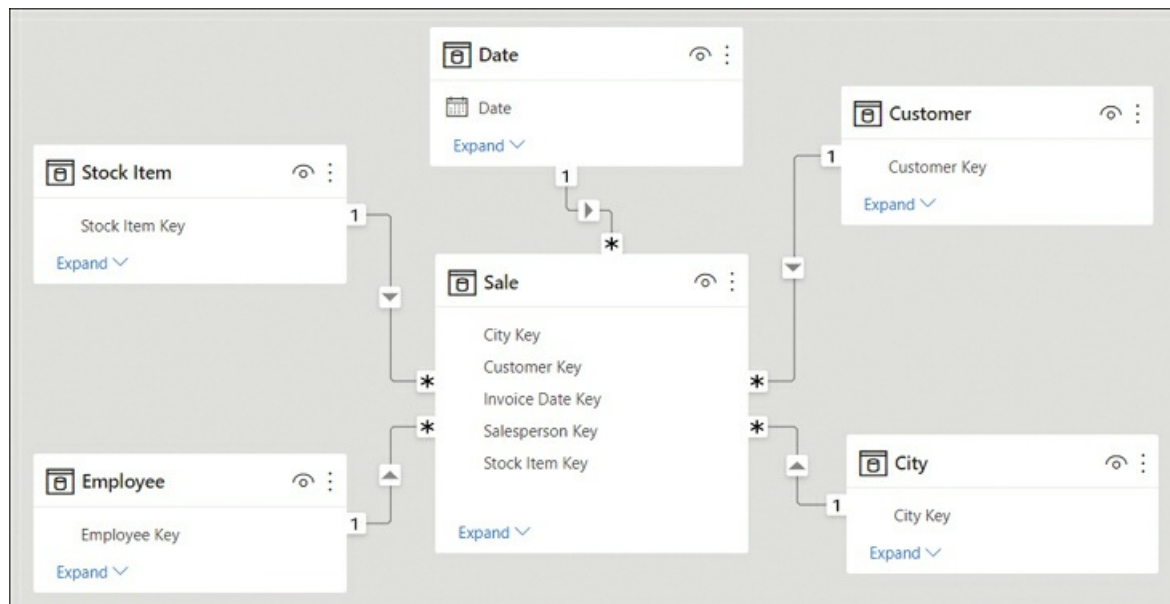 Date
Date
Expand
1
*
Stock Item
Stock Item Key
Expand
1
*
Customer
Customer Key
Expand
1
*
Sale
City Key
Customer Key
Invoice Date Key
Salesperson Key
Stock Item Key
Expand
Employee
Employee Key
Expand
1
*
City
City Key
Expand
1
*